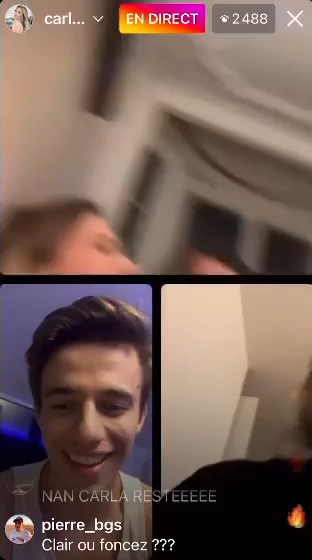 carl...
EN DIRECT
2488
NAN CARLA RESTEEEEE
pierre_bgs
Clair ou foncez ???